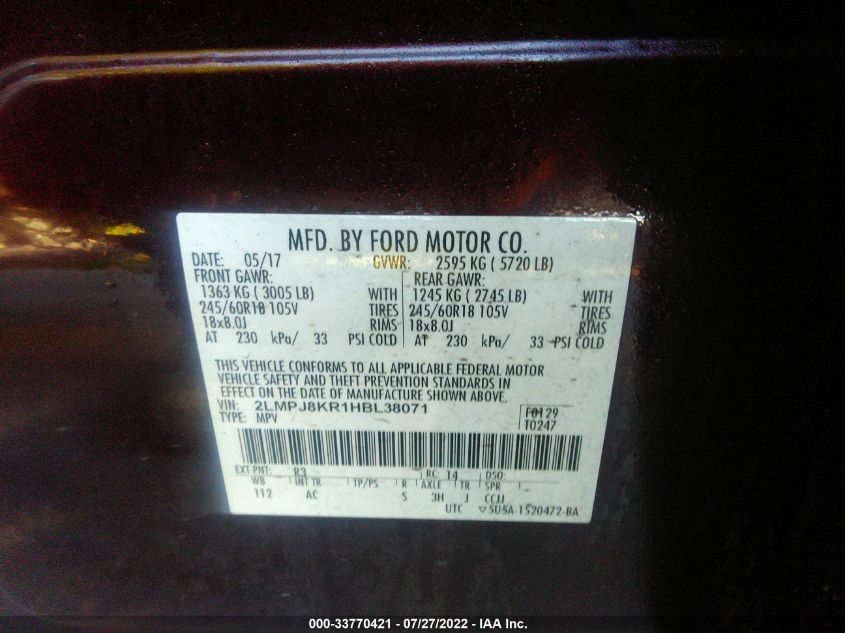 MFD. BY FORD MOTOR CO.
DATE: 05/17 GVWR: 2595 KG ( 5720 LB)
FRONT GAWR: REAR GAWR:
1363 KG ( 3005 LB) WITH 1245 KG ( 2745 LB) WITH
245/60R18 105V TIRES 245/60R18 105V TIRES
18x8.0J RIMS 18x8.0J RIMS
AT 230 kPa/ 33 PSI COLD AT 230 kPa/ 33 PSI COLD
THIS VEHICLE CONFORMS TO ALL APPLICABLE FEDERAL MOTOR
VEHICLE SAFETY AND THEFT PREVENTION STANDARDS IN
EFFECT ON THE DATE OF MANUFACTURE SHOWN ABOVE.
VIN: 2LMPJ8KR1HBL38071 F0129
TYPE: MPV T0247
EXT PNT: R3 RC: 14 DSO:
WB INT TR TP/PS R AXLE TR SPR
112 AC S 3H J CCJJ
UTC ▽5U5A-1520472-BA
000-33770421 - 07/27/2022 - IAA Inc.